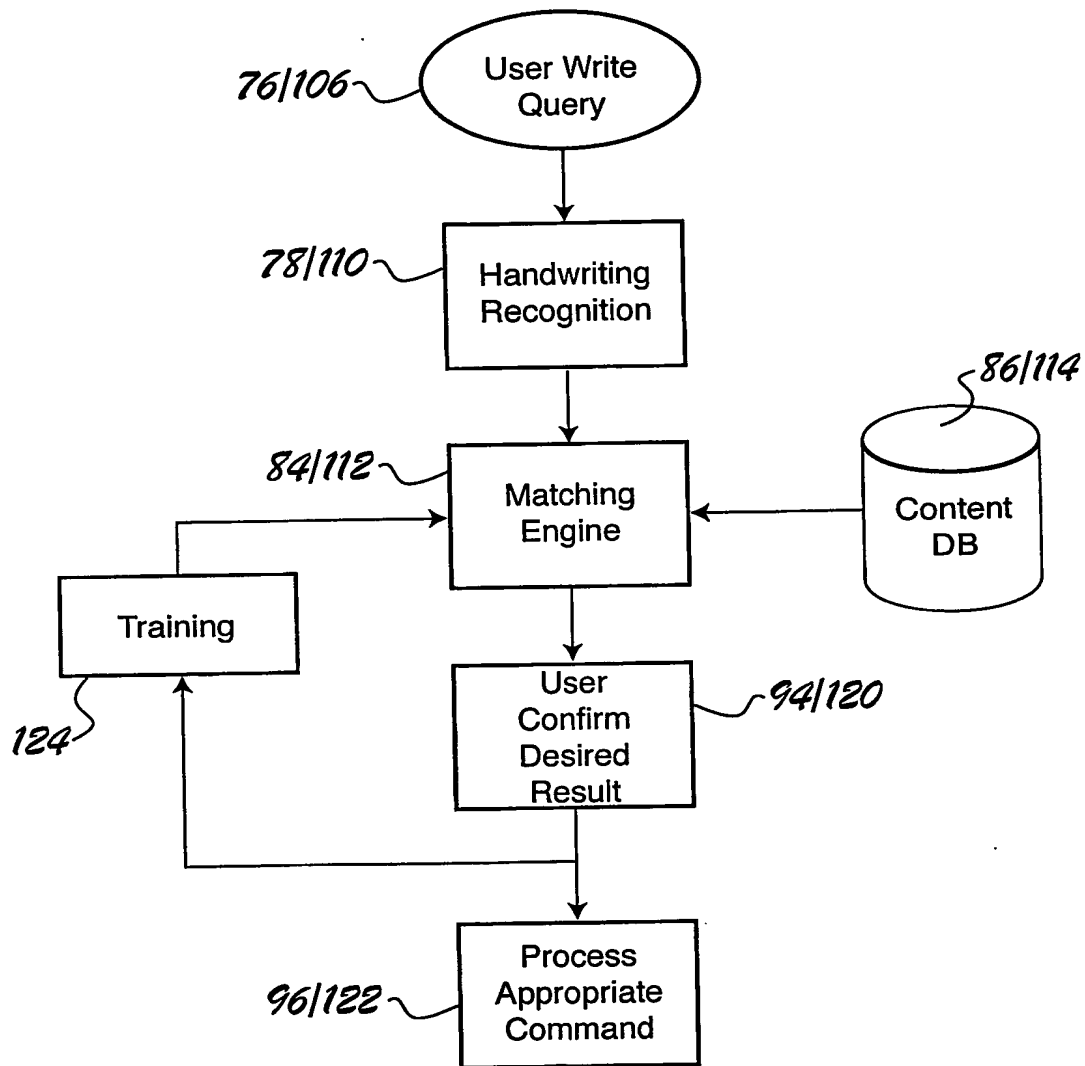 76/106
User Write
Query
78/110
Handwriting
Recognition
86/114
84/112
Matching
Engine
Content
DB
Training
124
User
Confirm
Desired
Result
94/120
96/122
Process
Appropriate
Command